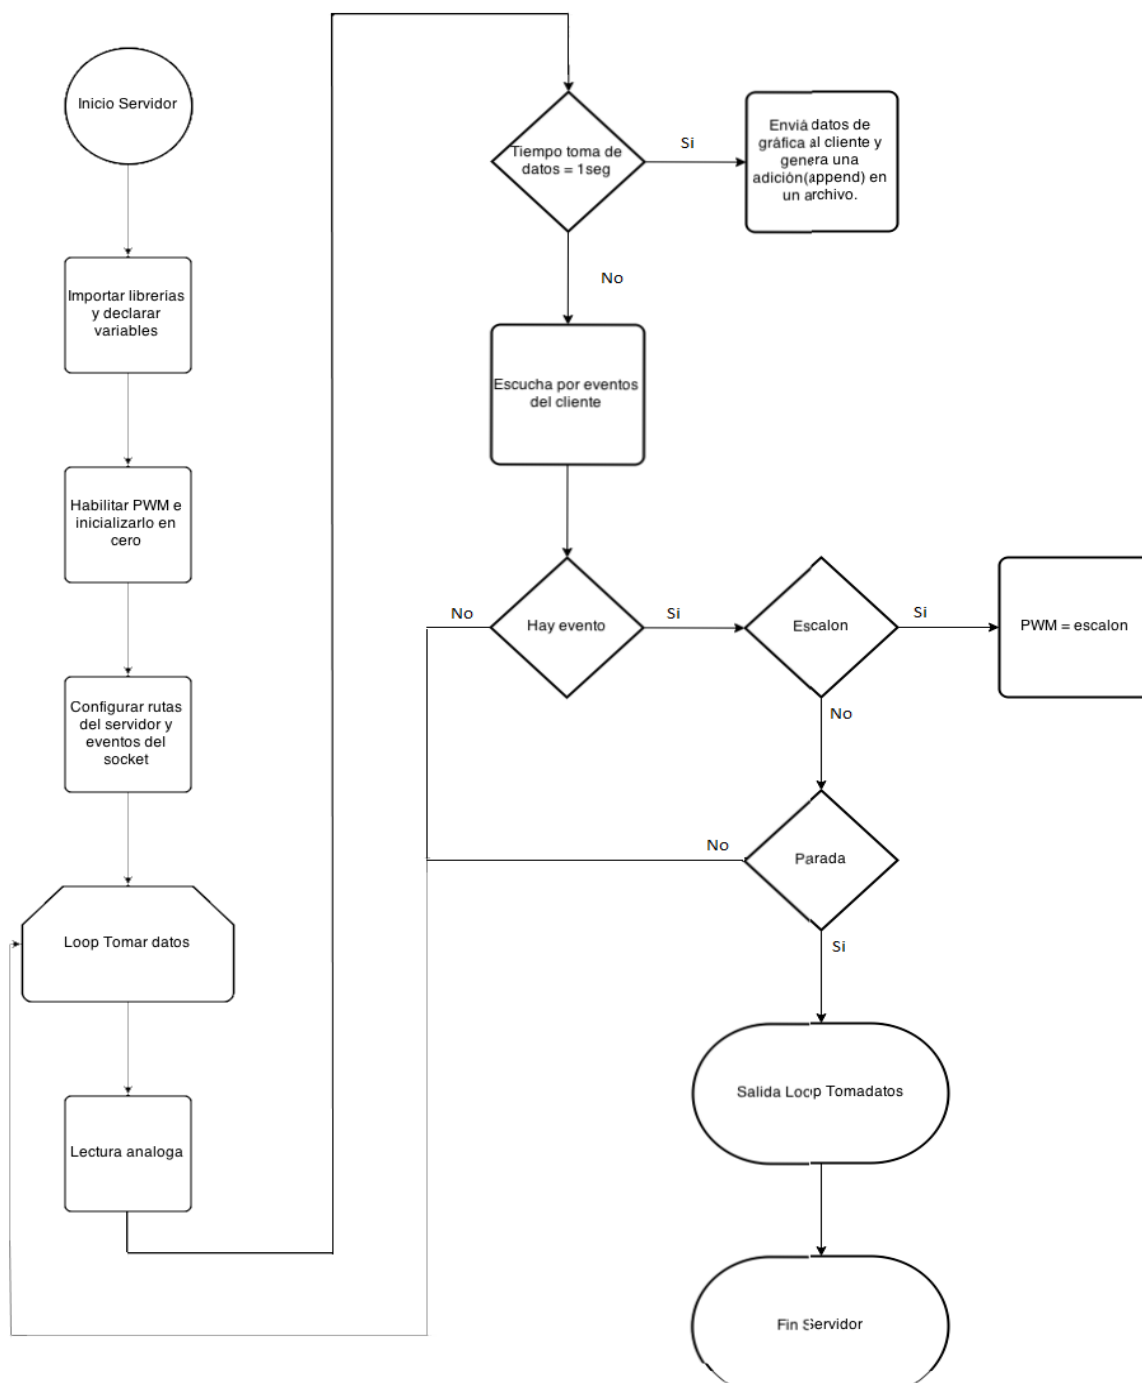 Inicio Servidor
Importar librerias
y declarar
variables
Habilitar PWM e
inicializarlo en
cero
Configurar rutas
del servidor y
eventos del
socket
Loop Tomar datos
Lectura analoga
Tiempo toma de
datos = 1seg
Si
Enviá datos de
gráfica al cliente y
genera una
adición(append) en
un archivo.
No
Escucha por eventos
del cliente
Hay evento
No
Si
Escalon
Si
PWM = escalon
No
Parada
No
Si
Salida Loop Tomadatos
Fin Servidor